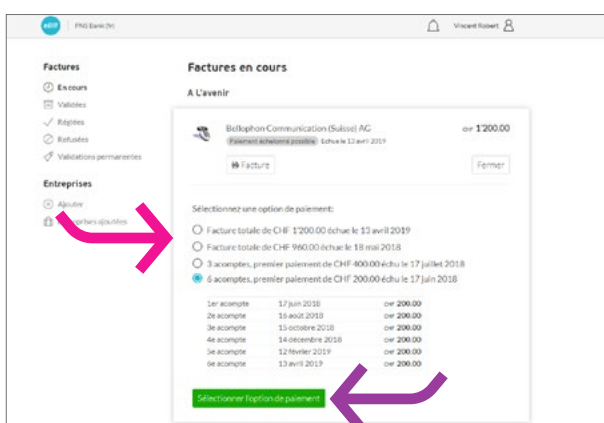 eBill PNG Bank (fr) Vincent Robert
Factures
En cours
Validées
Réglées
Refusées
Validations permanentes
Entreprises
Ajouter
ajoutées
Factures en cours
A L'avenir
Bellophon Communication (Suisse) AG CHF 1'200.00
Paiement échelonné possible Echue le 13 avril 2019
Facture Fermer
Sélectionnez une option de paiement:
Facture totale de CHF 1'200.00 échue le 13 avril 2019
Facture totale de CHF 960.00 échue le 18 mai 2018
3 acomptes, premier paiement de CHF 400.00 échu le 17 juillet 2018
6 acomptes, premier paiement de CHF 200.00 échu le 17 juin 2018
1er acompte 17 juin 2018 CHF 200.00
2e acompte 16 août 2018 CHF 200.00
3e acompte 15 octobre 2018 CHF 200.00
4e acompte 14 décembre 2018 CHF 200.00
5e acompte 12 février 2019 CHF 200.00
6e acompte 13 avril 2019 CHF 200.00
Sélectionner l'option de paiement